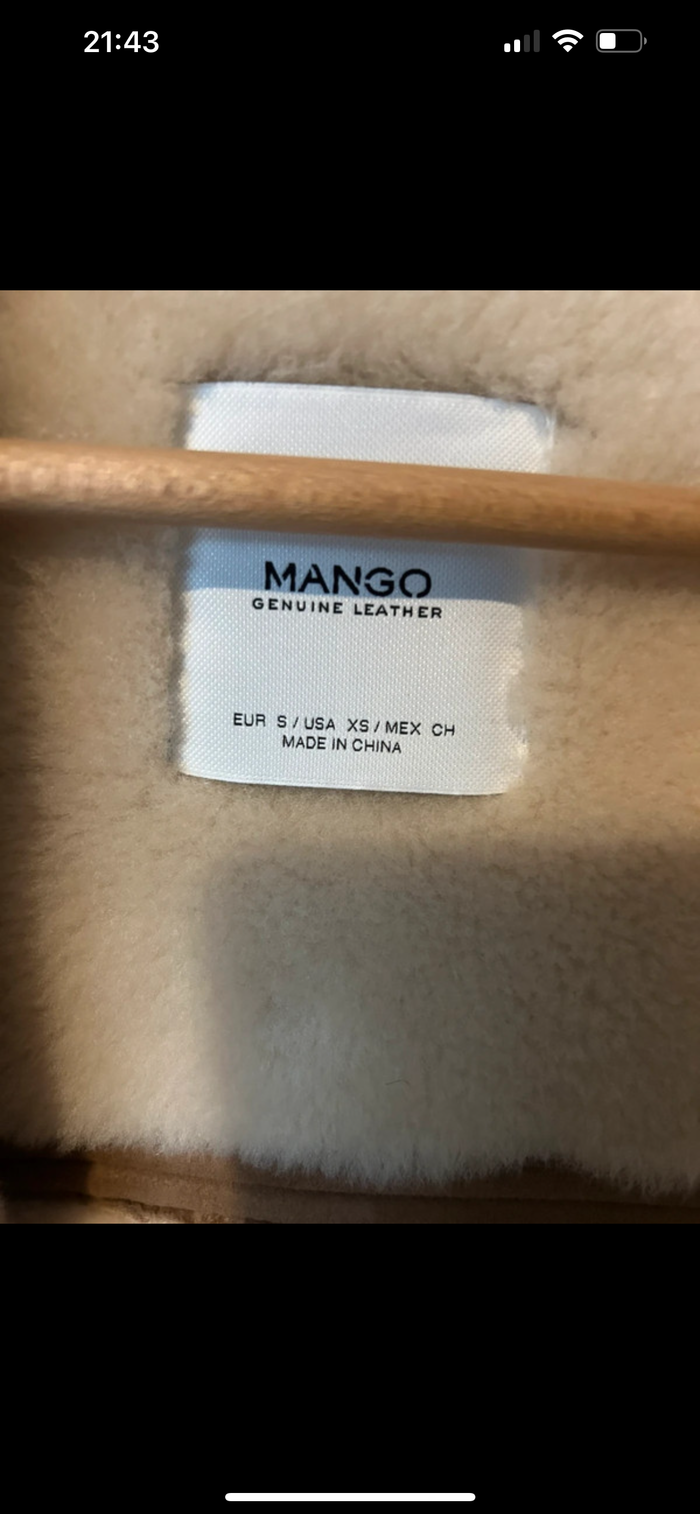 21:43
MANGO
GENUINE LEATHER
EUR S / USA XS / MEX CH
MADE IN CHINA